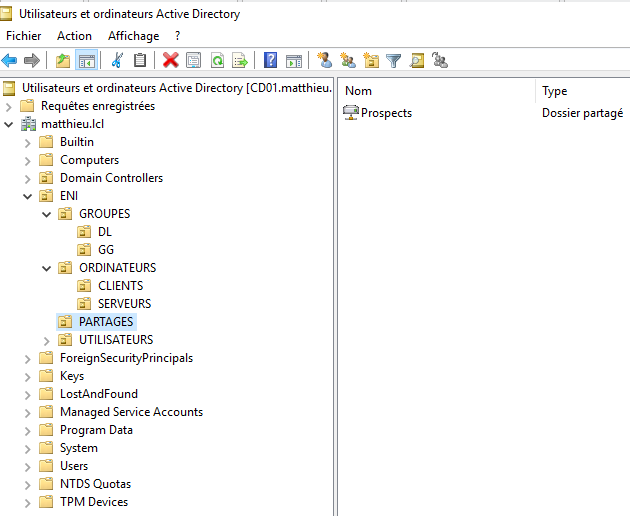 Utilisateurs et ordinateurs Active Directory
Fichier Action Affichage ?
Utilisateurs et ordinateurs Active Directory [CD01.matthieu.
Requêtes enregistrées
matthieu.lcl
Builtin
Computers
Domain Controllers
ENI
GROUPES
DL
GG
ORDINATEURS
CLIENTS
SERVEURS
PARTAGES
UTILISATEURS
ForeignSecurityPrincipals
Keys
LostAndFound
Managed Service Accounts
Program Data
System
Users
NTDS Quotas
TPM Devices
Nom Type
Prospects Dossier partagé